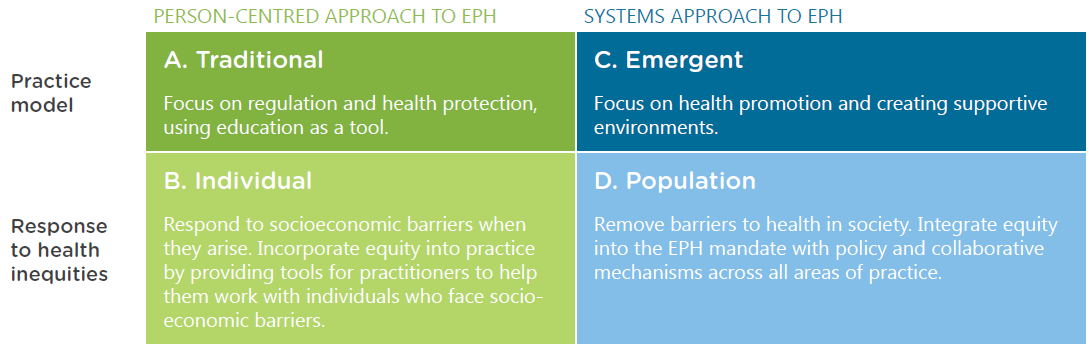 PERSON-CENTRED APPROACH TO EPH
SYSTEMS APPROACH TO EPH
Practice
model
A. Traditional
Focus on regulation and health protection,
using education as a tool.
C. Emergent
Focus on health promotion and creating supportive
environments.
Response
to health
inequities
B. Individual
Respond to socioeconomic barriers when
they arise. Incorporate equity into practice
by providing tools for practitioners to help
them work with individuals who face socio-
economic barriers.
D. Population
Remove barriers to health in society. Integrate equity
into the EPH mandate with policy and collaborative
mechanisms across all areas of practice.